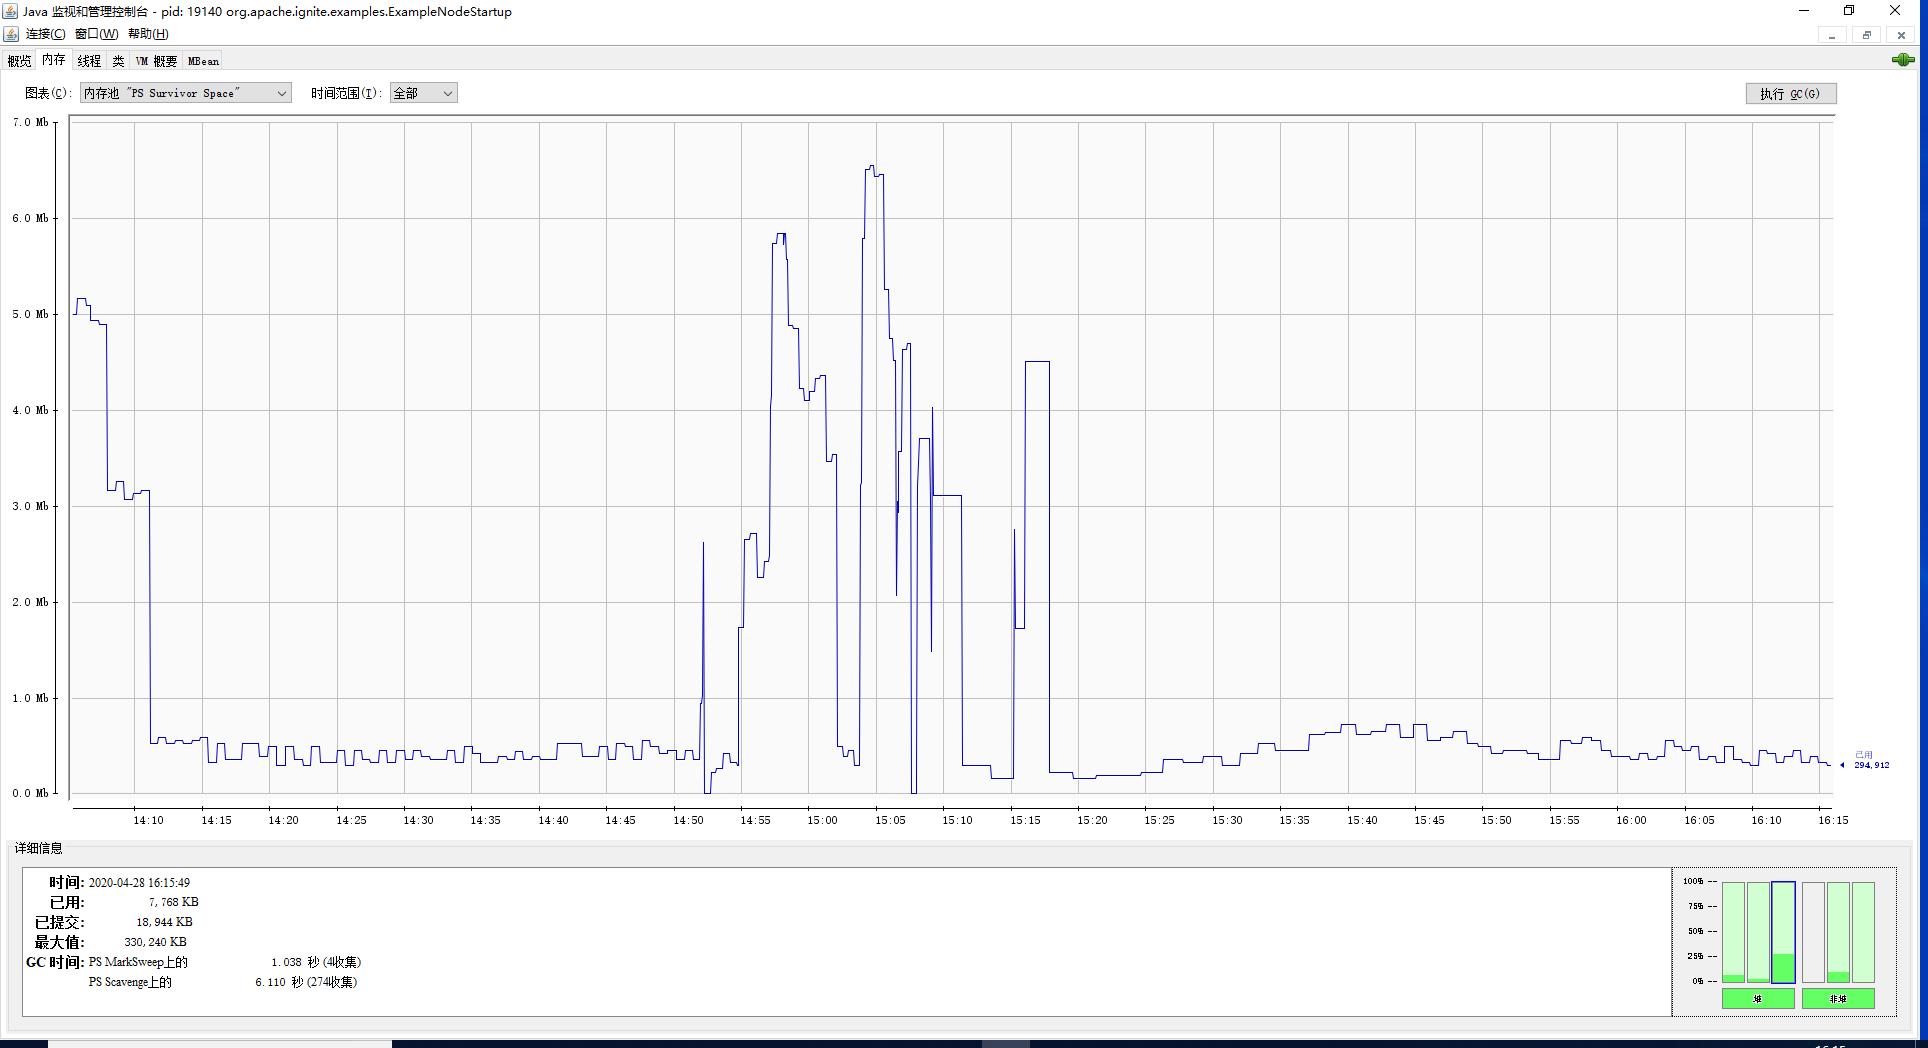 Java 监视和管理控制台 - pid: 19140 org.apache.ignite.examples.ExampleNodeStartup
连接(C) 窗口(W) 帮助(H)
概览 内存 线程 类 VM 概要 MBean
图表(C): 内存池 "PS Survivor Space" 时间范围(T): 全部 执行 GC(G)
7.0 Mb
6.0 Mb
5.0 Mb
4.0 Mb
3.0 Mb
2.0 Mb
1.0 Mb
0.0 Mb
已用
294,912
14:10 14:15 14:20 14:25 14:30 14:35 14:40 14:45 14:50 14:55 15:00 15:05 15:10 15:15 15:20 15:25 15:30 15:35 15:40 15:45 15:50 15:55 16:00 16:05 16:10 16:15
详细信息
时间: 2020-04-28 16:15:49
已用: 7,768 KB
已提交: 18,944 KB
最大值: 330,240 KB
GC 时间: PS MarkSweep上的 1.038 秒 (4收集)
PS Scavenge上的 6.110 秒 (274收集)
100% --
75% --
50% --
25% --
0% --
堆 非堆